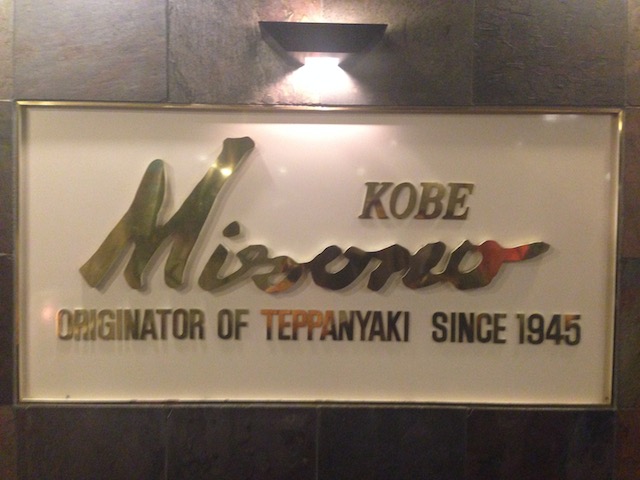 KOBE
Misono
ORIGINATOR OF TEPPANYAKI SINCE 1945